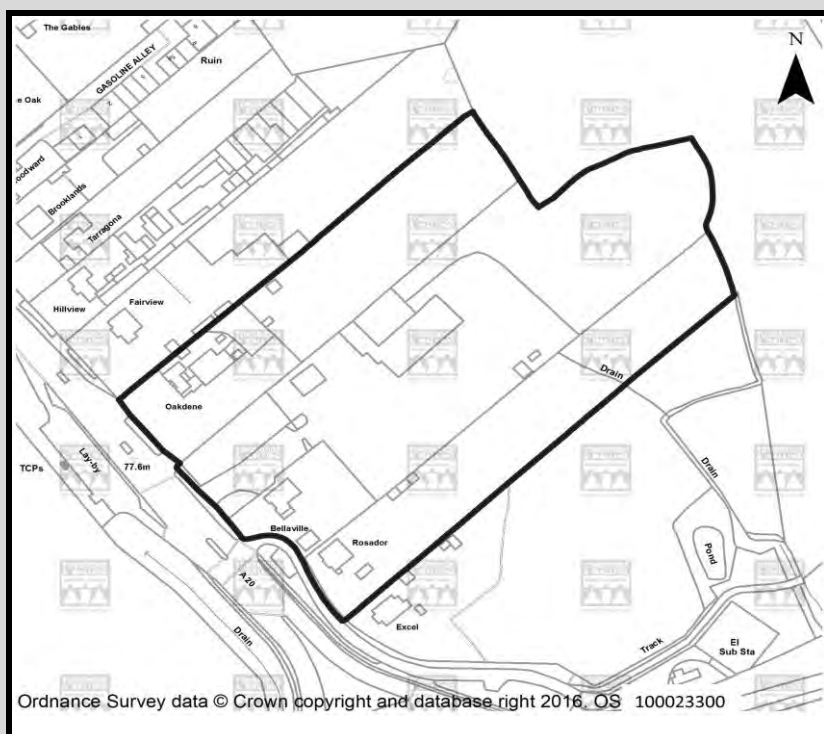 The Gables
N
GASOLINE ALLEY
Ruin
e Oak
oodward
Brooklands
Tarragona
Hillview
Fairview
Oakdene
Drain
Lay-by
TCPs
77.6m
Drain
Bellaville
Rosador
Pond
A20
Excel
Drain
Track
El
Sub Sta
Ordnance Survey data © Crown copyright and database right 2016. OS 100023300